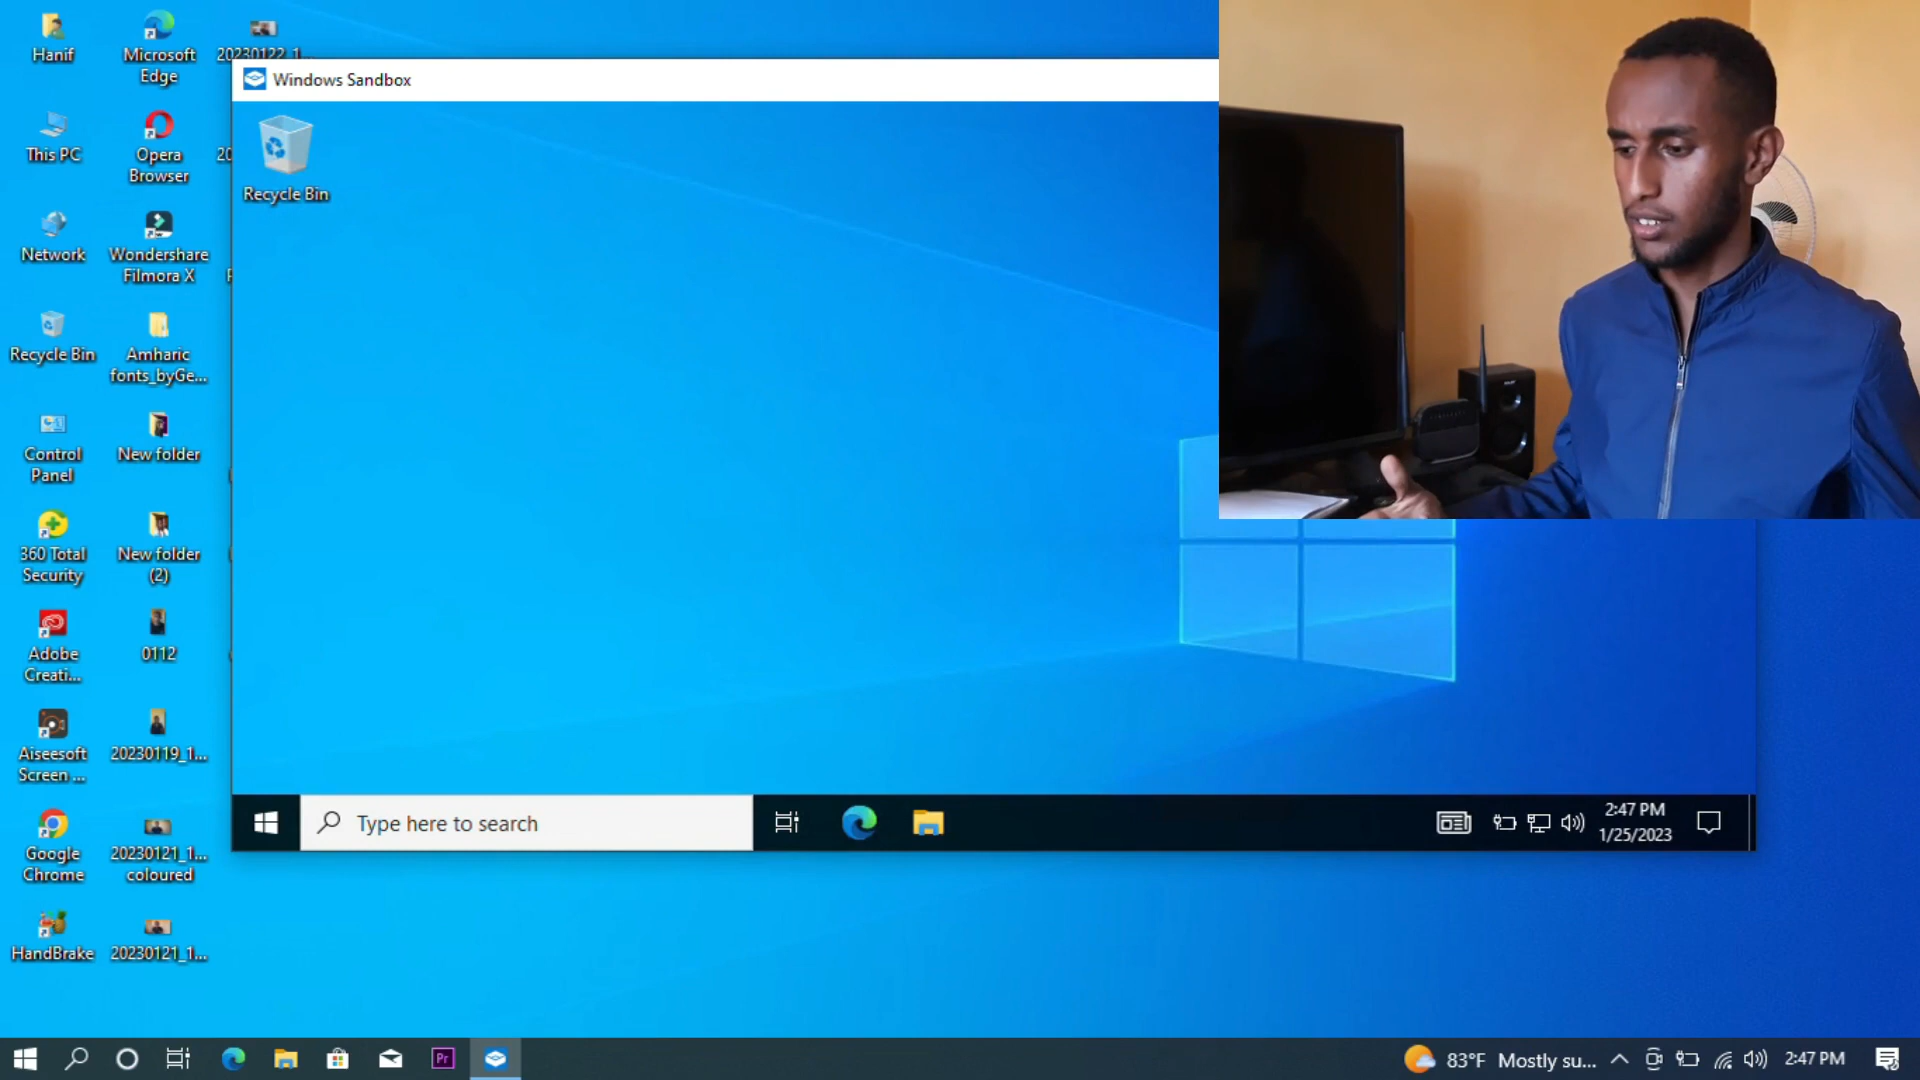 Hanif
Microsoft
Edge
20230122_1...
This PC
Opera
Browser
20
Network
Wondershare
Filmora X
Recycle Bin
Amharic
fonts_byGe...
Control
Panel
New folder
360 Total
Security
New folder
(2)
Adobe
Creati...
0112
Aiseesoft
Screen ...
20230119_1...
Google
Chrome
20230121_1...
coloured
HandBrake
20230121_1...
Windows Sandbox
Recycle Bin
Type here to search
2:47 PM
1/25/2023
Pr
83°F Mostly su...
2:47 PM